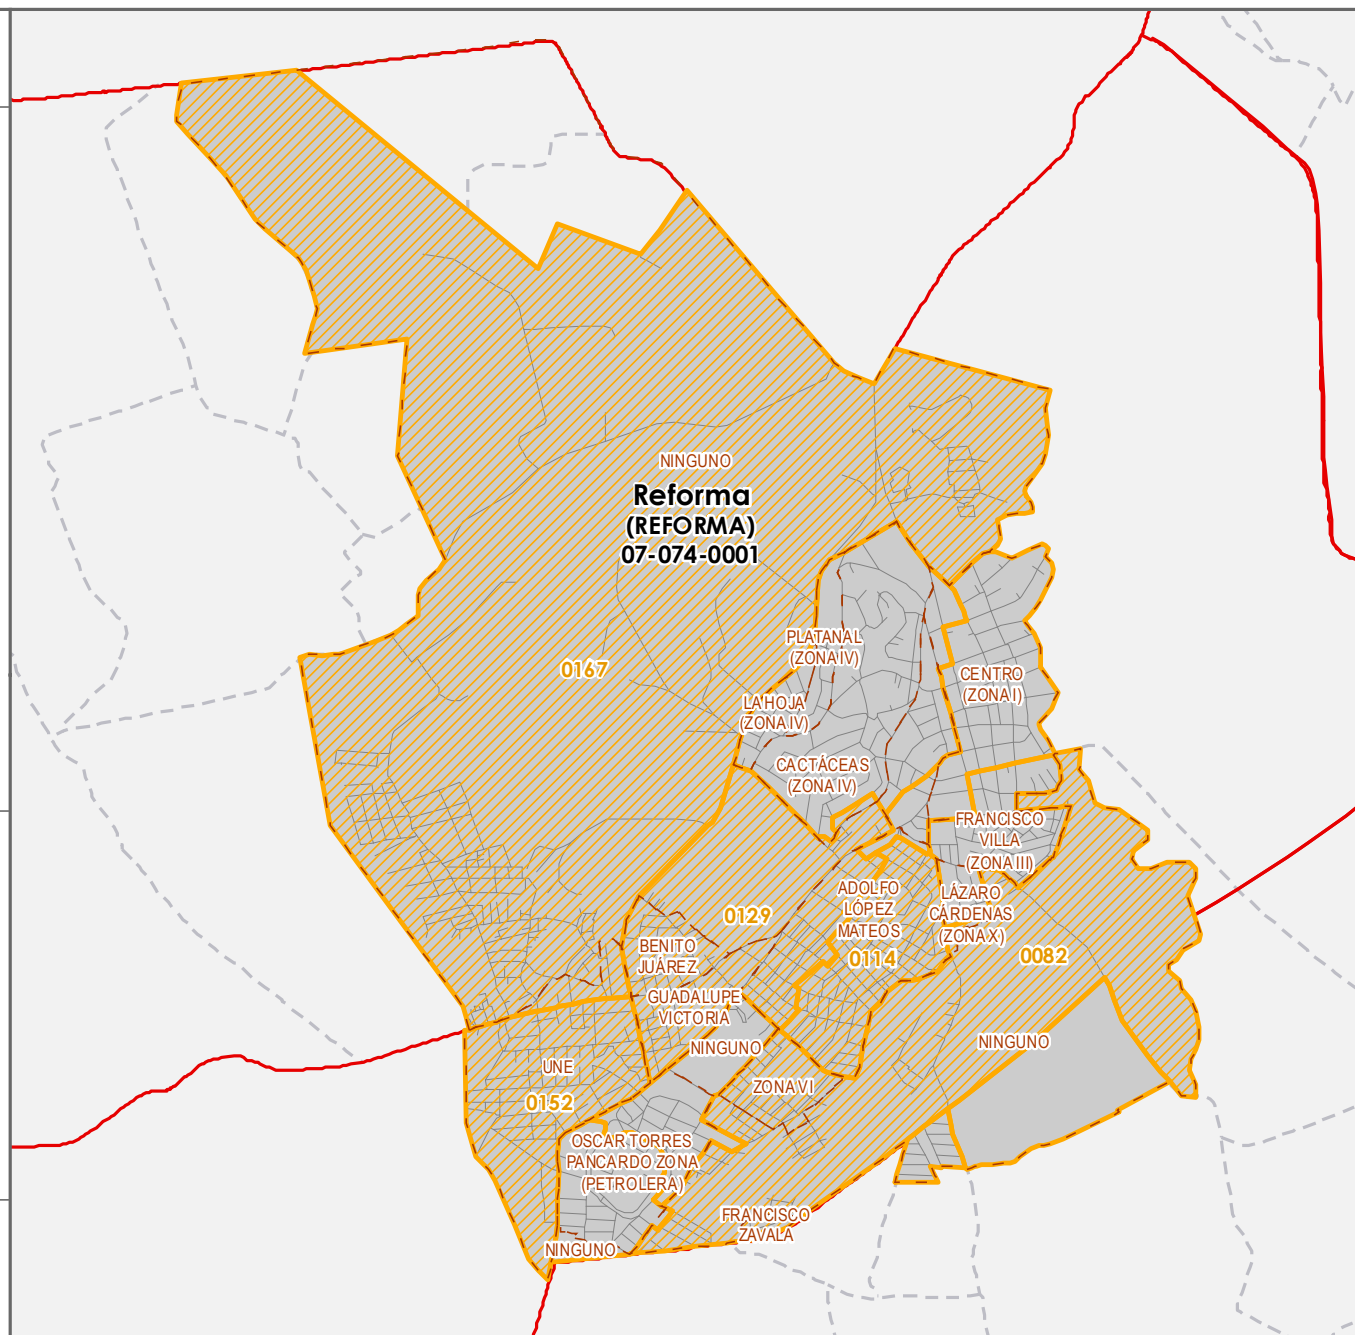 NINGUNO
Reforma
(REFORMA)
07-074-0001
PLATANAL
(ZONA IV)
0167
CENTRO
(ZONA I)
LA HOJA
(ZONA IV)
CACTÁCEAS
(ZONA IV)
FRANCISCO
VILLA
(ZONA III)
ADOLFO
LÓPEZ
MATEOS
LÁZARO
CÁRDENAS
(ZONA X)
0129
BENITO
JUÁREZ
0114
0082
GUADALUPE
VICTORIA
NINGUNO
NINGUNO
UNE
ZONA VI
0152
OSCAR TORRES
PANCARDO ZONA
(PETROLERA)
FRANCISCO
ZAVALA
NINGUNO